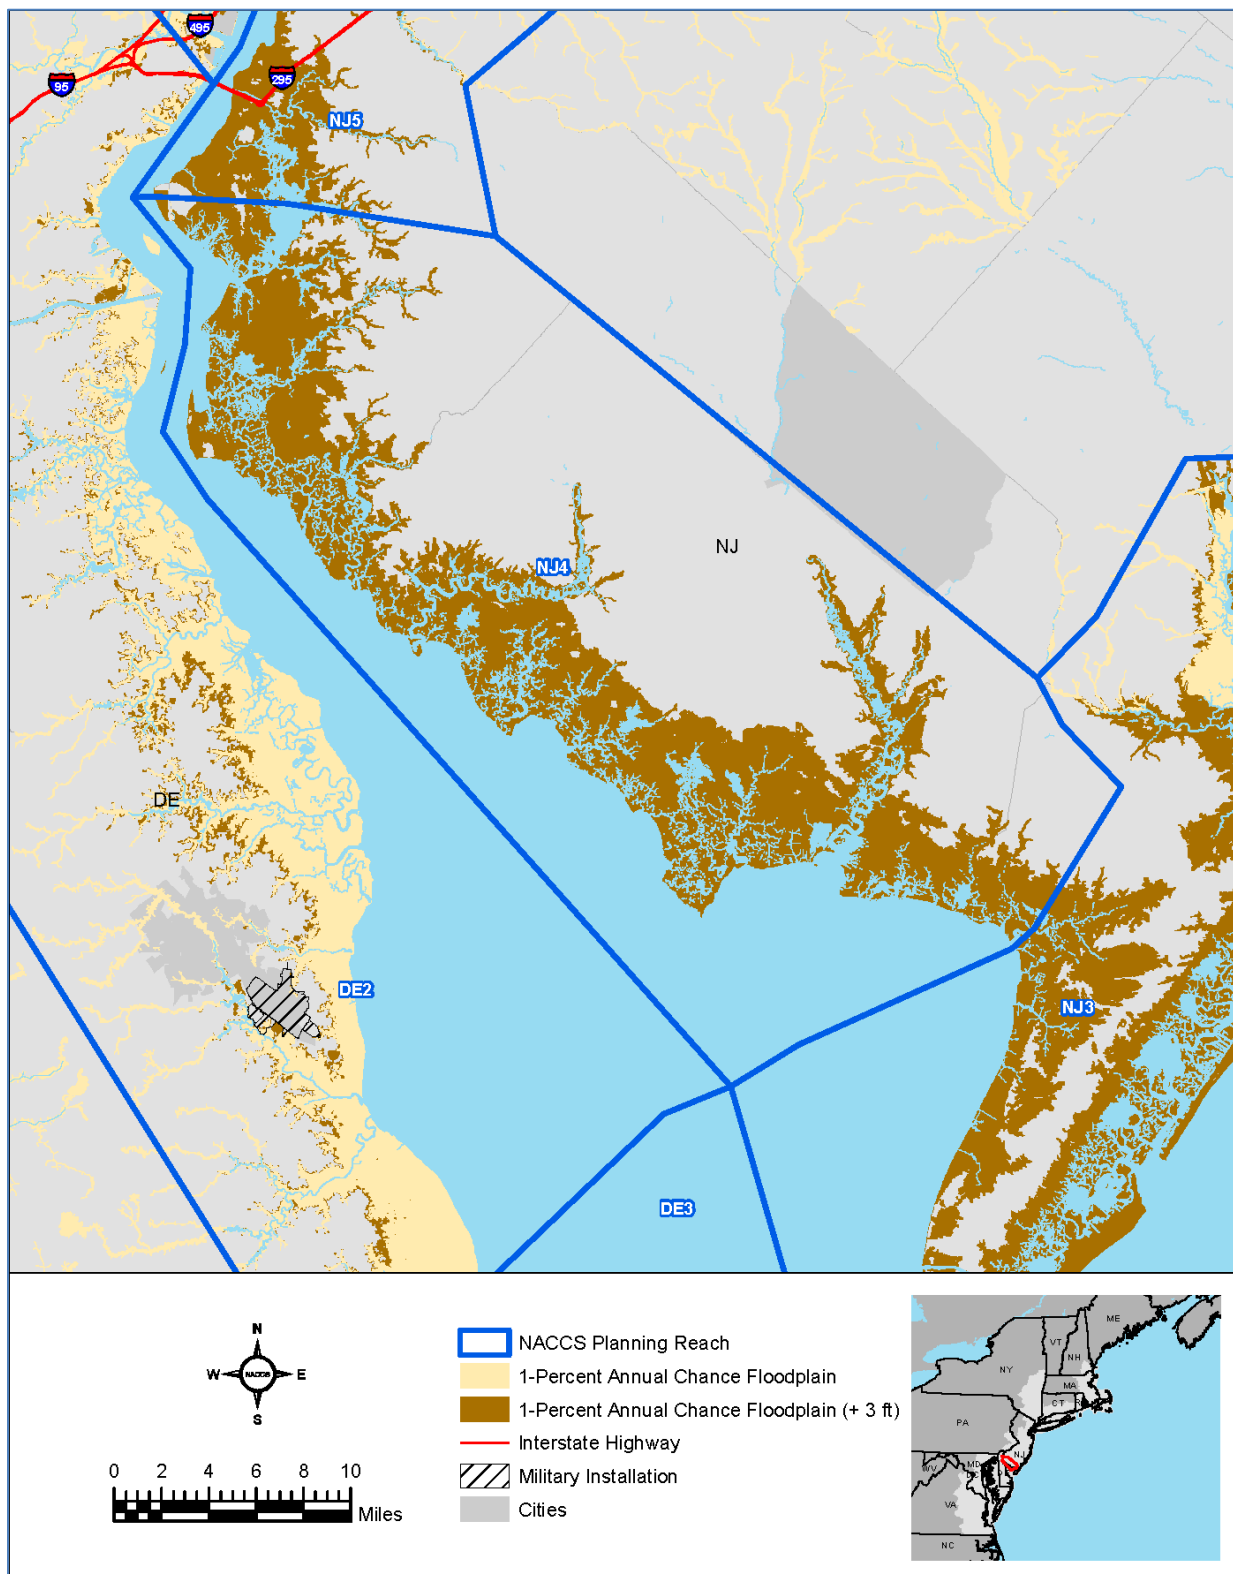 495
95
295
NJ5
NJ
NJ4
DE
DE2
NJ3
DE3
N
W NACCS E
S
0 2 4 6 8 10
Miles
NACCS Planning Reach
1-Percent Annual Chance Floodplain
1-Percent Annual Chance Floodplain (+ 3 ft)
Interstate Highway
Military Installation
Cities
ME
VT
NH
NY
MA
CT
PA
NJ
MD
WV
VA
NC